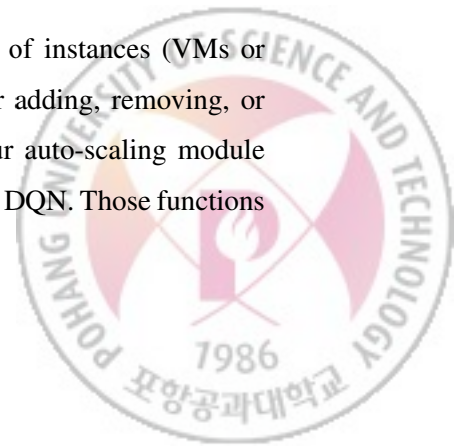 of instances (VMs or
r adding, removing, or
ur auto-scaling module
DQN. Those functions
POHANG UNIVERSITY OF SCIENCE AND TECHNOLOGY
1986
포항공과대학교